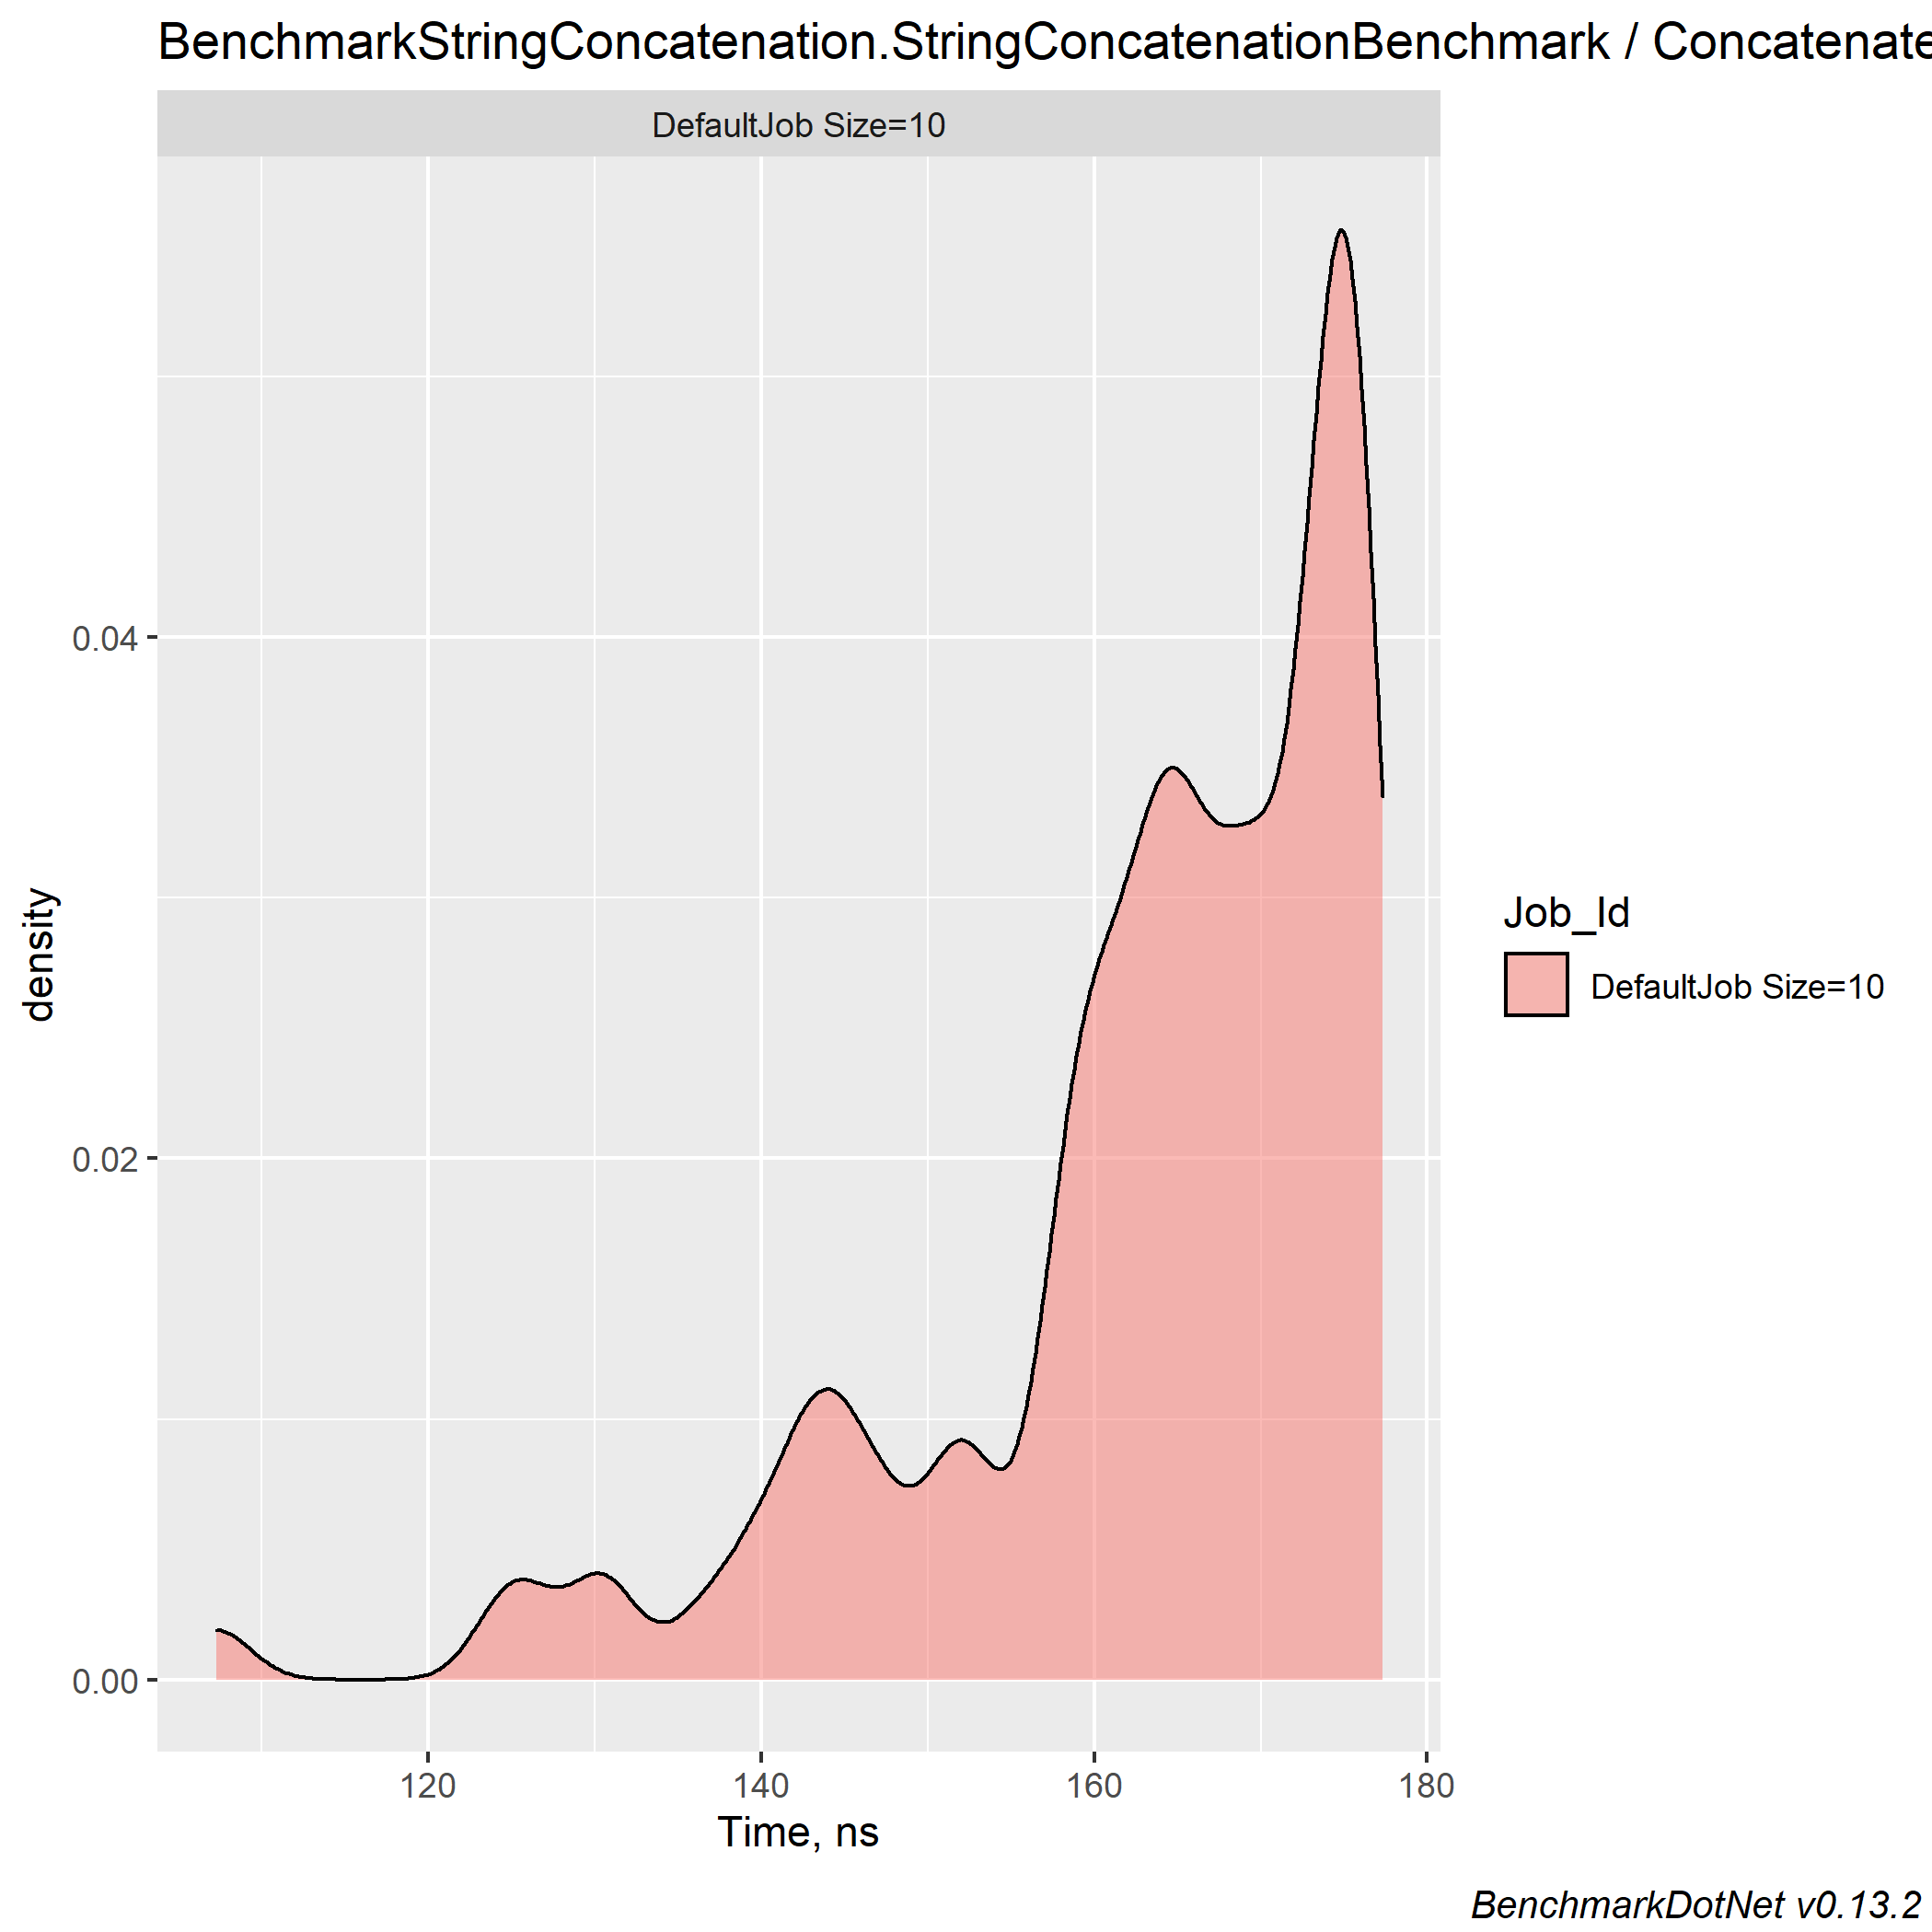 BenchmarkStringConcatenation.StringConcatenationBenchmark / Concatenate
DefaultJob Size=10
density
0.04
0.02
0.00
120 140 160 180
Time, ns
Job_Id
DefaultJob Size=10
BenchmarkDotNet v0.13.2